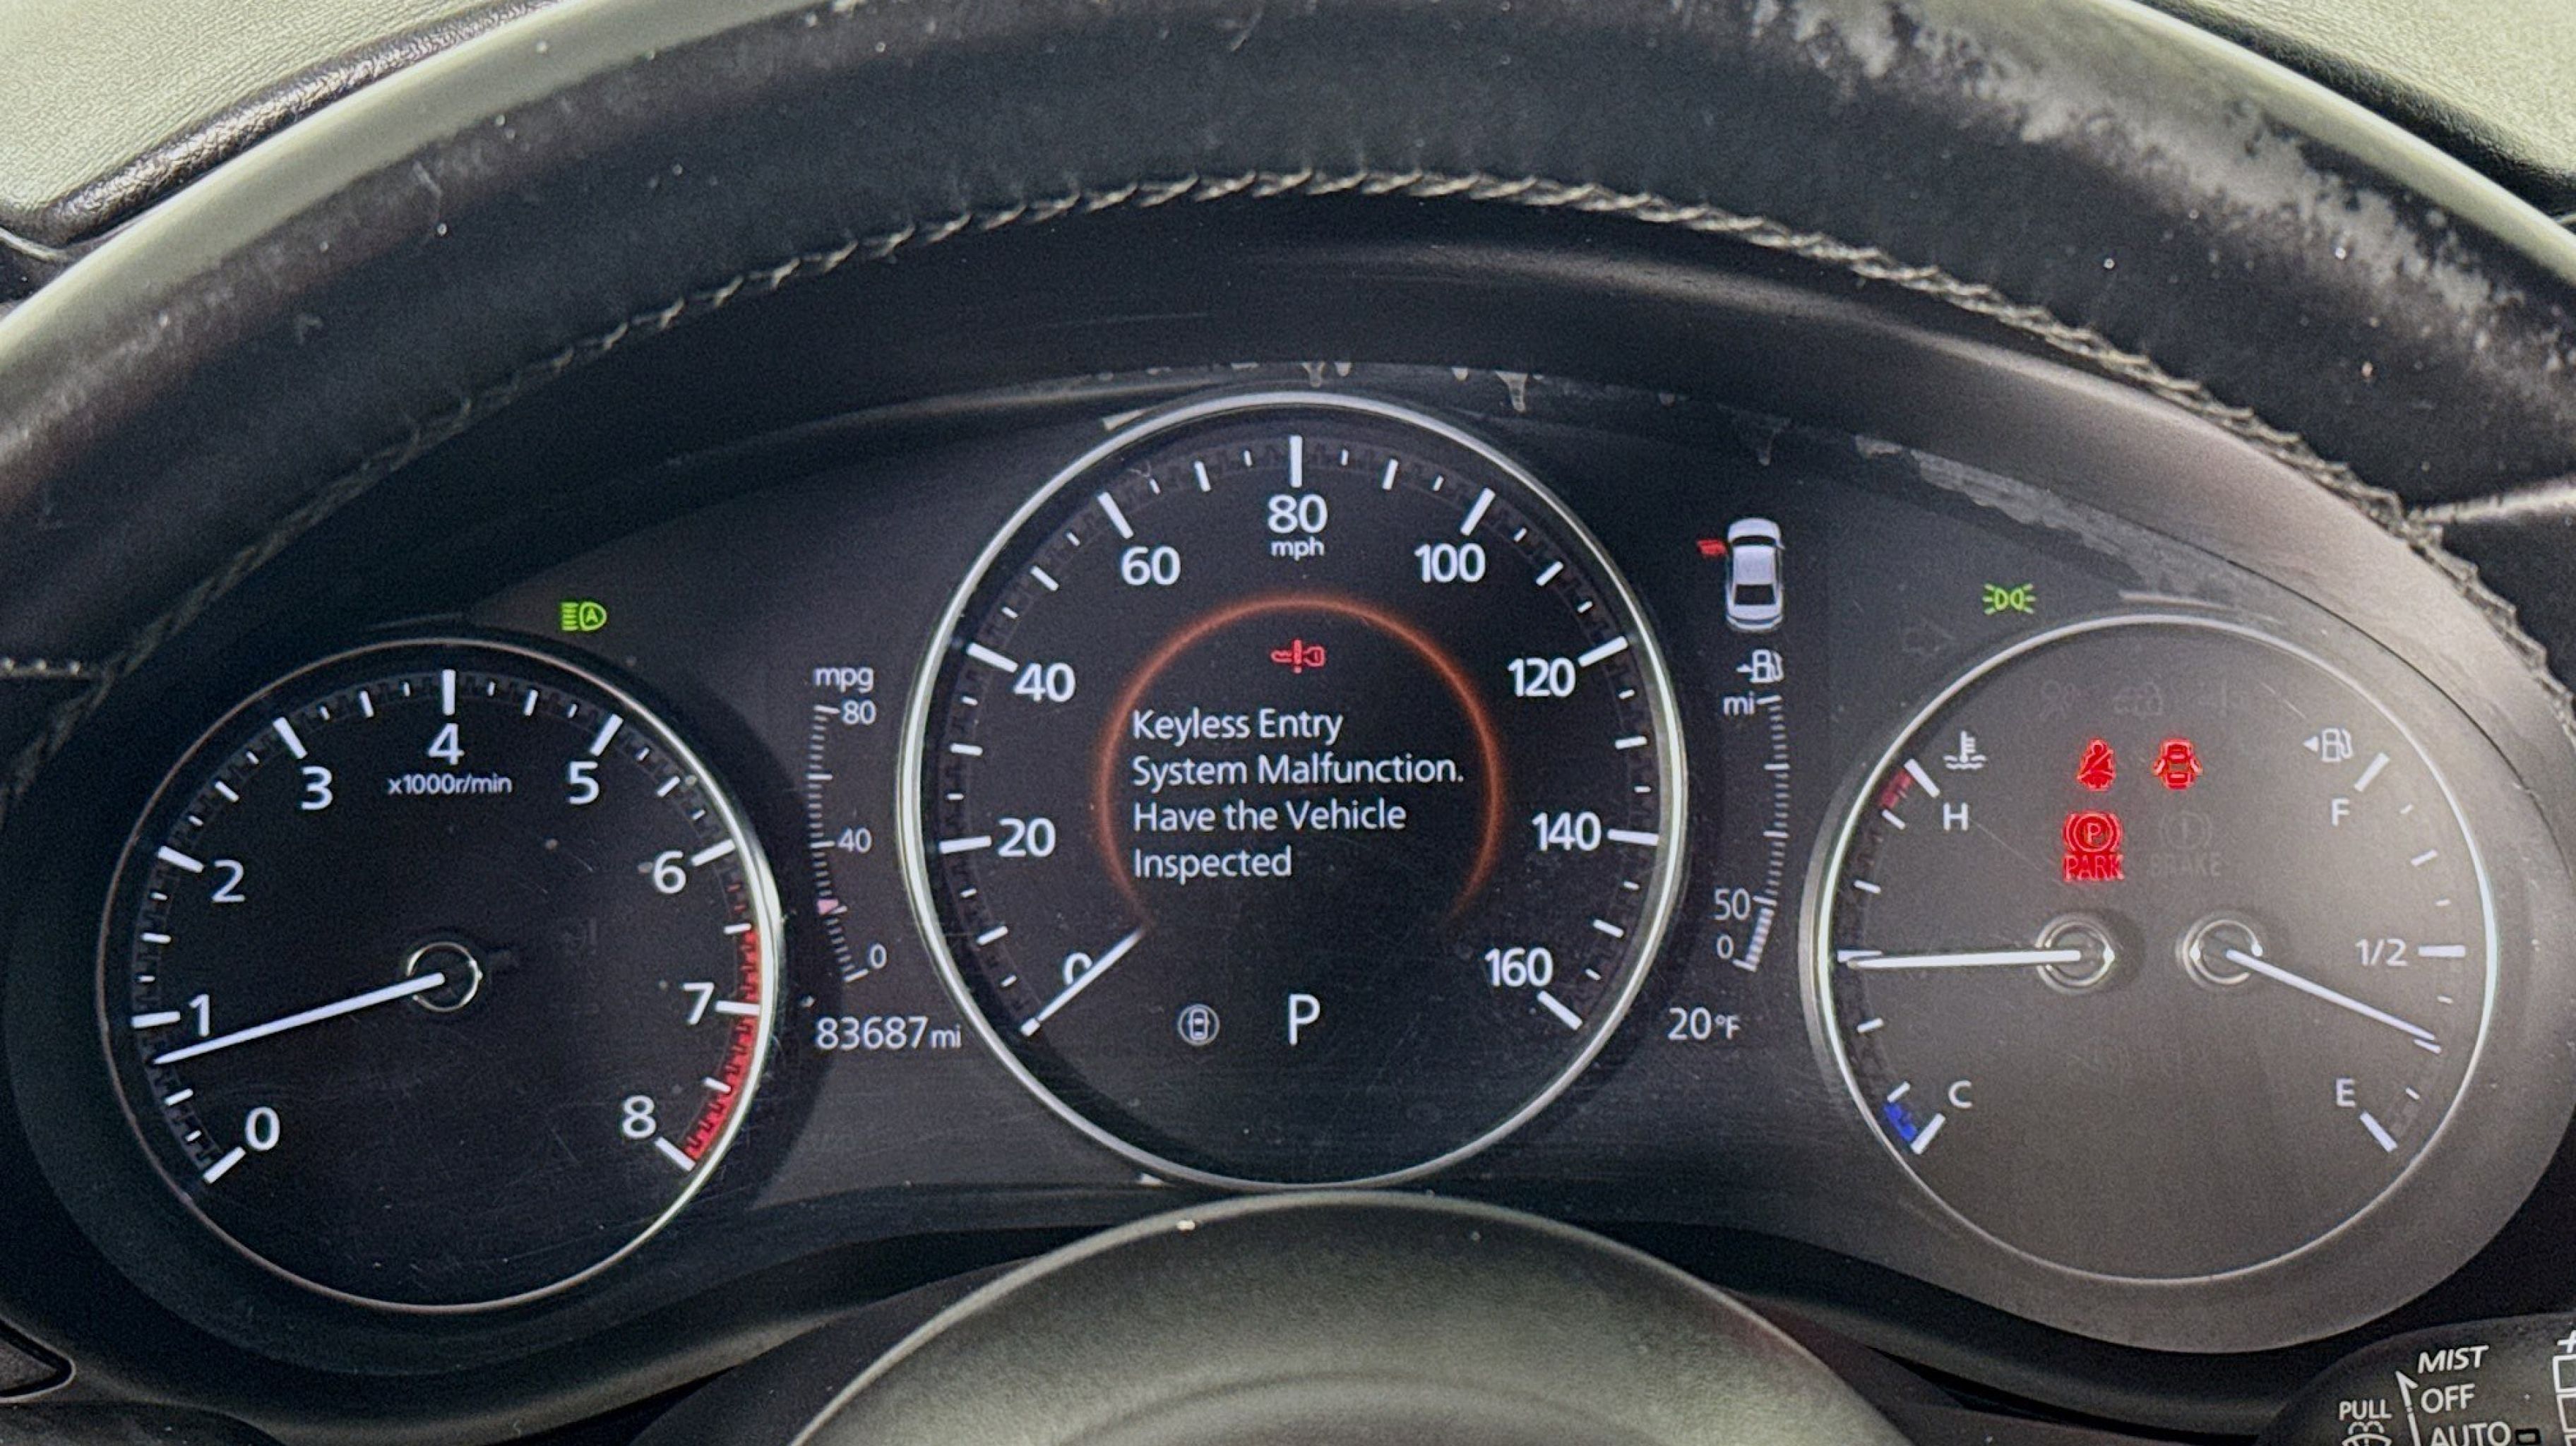 80
mph
60
100
40
120
20
140
0
160
Keyless Entry
System Malfunction.
Have the Vehicle
Inspected
P
4
x1000r/min
3
5
2
6
1
7
0
8
A
mpg
80
40
0
83687 mi
mi
50
0
20°F
H
C
F
1/2
E
P
PARK
BRAKE
MIST
OFF
AUTO
PULL